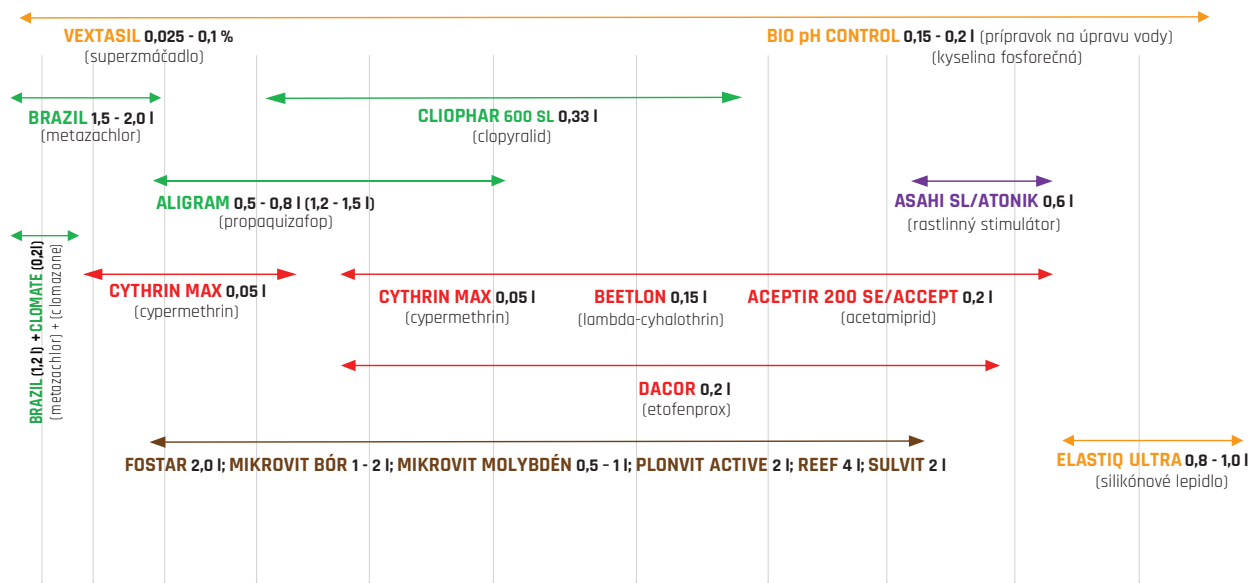 VEXTASIL 0,025 - 0,1 %
(superzmáčadlo)
BIO pH CONTROL 0,15 - 0,2 l (prípravok na úpravu vody)
(kyselina fosforečná)
BRAZIL 1,5 - 2,0 l
(metazachlor)
CLIOPHAR 600 SL 0,33 l
(clopyralid)
ALIGRAM 0,5 - 0,8 l (1,2 - 1,5 l)
(propaquizafop)
ASAHI SL/ATONIK 0,6 l
(rastlinný stimulátor)
BRAZIL (1,2 l) + CLOMATE (0,2l)
(metazachlor) + (clomazone)
CYTHRIN MAX 0,05 l
(cypermethrin)
CYTHRIN MAX 0,05 l
(cypermethrin)
BEETLON 0,15 l
(lambda-cyhalothrin)
ACEPTIR 200 SE/ACCEPT 0,2 l
(acetamiprid)
DACOR 0,2 l
(etofenprox)
FOSTAR 2,0 l; MIKROVIT BÓR 1 - 2 l; MIKROVIT MOLYBDÉN 0,5 – 1 l; PLONVIT ACTIVE 2 l; REEF 4 l; SULVIT 2 l
ELASTIQ ULTRA 0,8 - 1,0 l
(silikónové lepidlo)